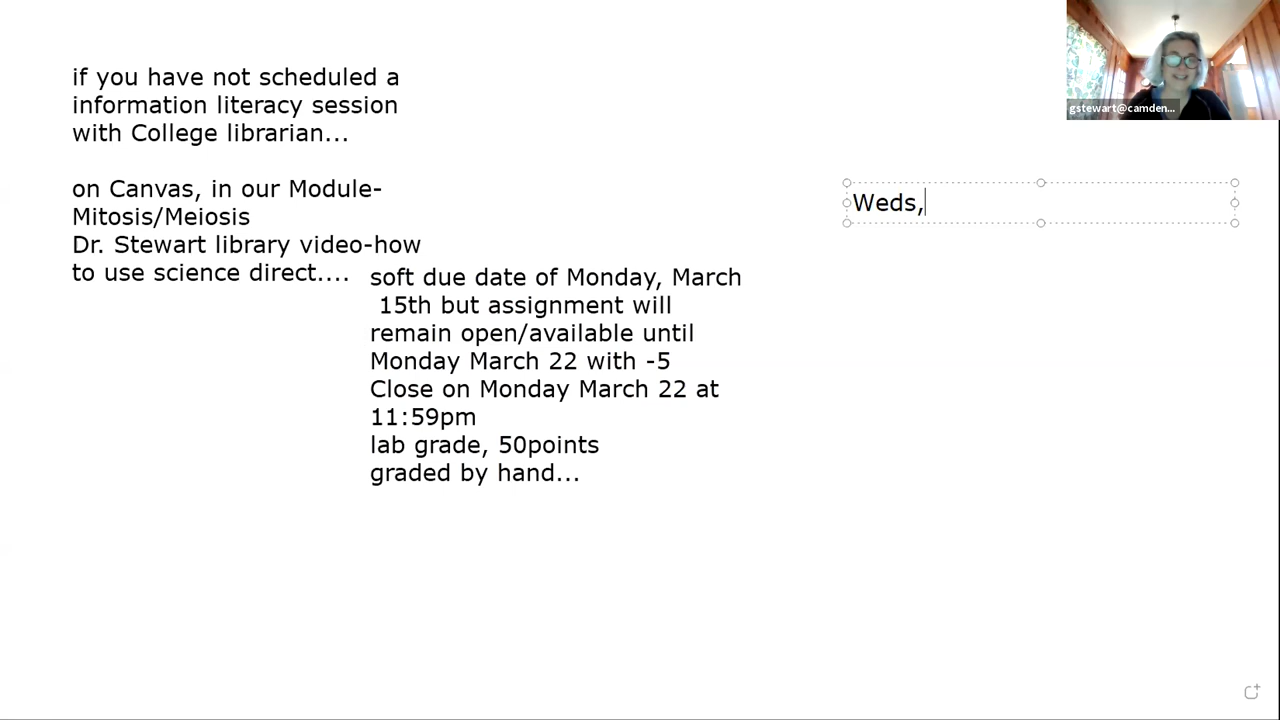 if you have not scheduled a
information literacy session
with College librarian...
on Canvas, in our Module-
Mitosis/Meiosis
Dr. Stewart library video-how
to use science direct....
soft due date of Monday, March
15th but assignment will
remain open/available until
Monday March 22 with -5
Close on Monday March 22 at
11:59pm
lab grade, 50points
graded by hand...
Weds,
gstewart@camden...